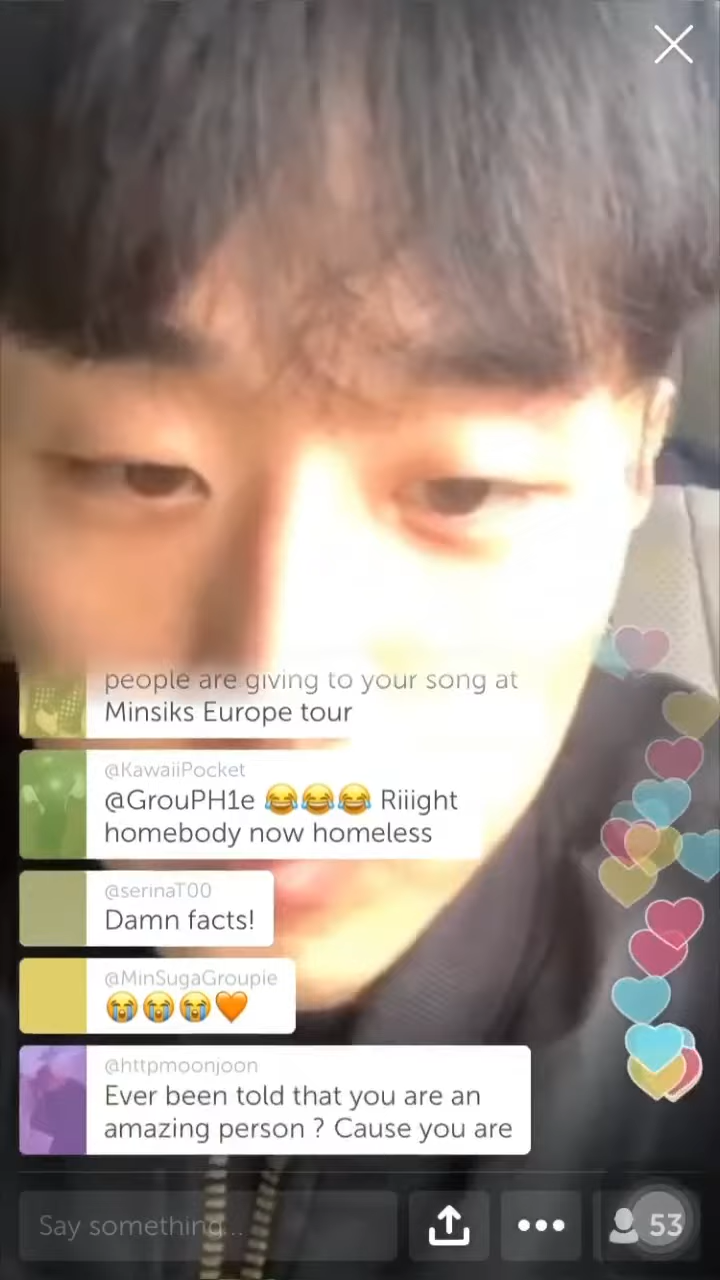 people are giving to your song at
Minsiks Europe tour
@KawaiiPocket
@GrouPH1e 😂😂😂 Riiight
homebody now homeless
@serinaT00
Damn facts!
@MinSugaGroupie
😭😭😭🧡
@httpmoonjoon
Ever been told that you are an
amazing person ? Cause you are
Say something...
53